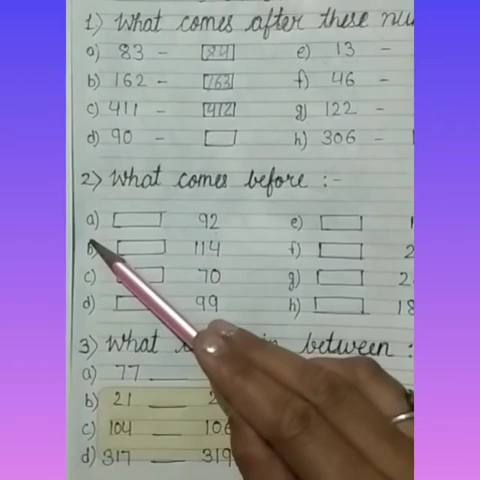 1) What comes after these
a) 83 - 84 e) 13 -
b) 162 - 163 f) 46 -
c) 411 - 412 g) 122 -
d) 90 - h) 306 -
2) What comes before :-
a) 92 e)
b) 114 f)
c) 70 g)
d) 99 h)
3) What between :
a) 77
b) 21
c) 104 106
d) 317 319